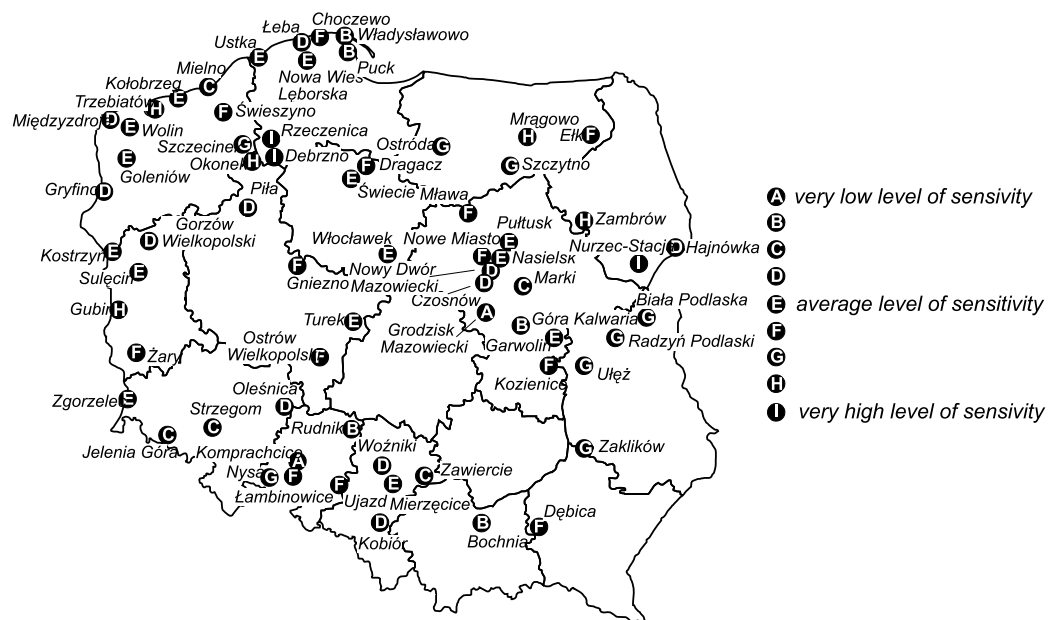 Choczewo
Łeba
D F B Władysławowo
Ustka
E E B Puck
Nowa Wieś
Lęborska
Mielno
C
Kołobrzeg
E
Trzebiatów
H
F Świeszyno
Międzyzdroje D
E Wolin
I Rzeczenica
Szczecinek G
I Debrzno
Okonek H
E
Goleniów
Gryfino D
Piła
D
F Dragacz
E
Świecie
Ostróda G
Mrągowo
H
Ełk F
G Szczytno
Mława
F
H Zambrów
Gorzów
D Wielkopolski
Kostrzyn E
Sulęcin E
Włocławek
E
F
Gniezno
Pułtusk
E
Nowe Miasto
F E Nasielsk
Nowy Dwór
Mazowiecki D
D
Czosnów
C Marki
Nurzec-Stacja
I
D Hajnówka
Gubin H
Turek E
Grodzisk
Mazowiecki
A
B
Garwolin
Góra Kalwaria
E
Biała Podlaska
G
G Radzyń Podlaski
F Żary
Ostrów
Wielkopolski F
F
Kozienice
G
Ułęż
Zgorzelec E
Oleśnica
D
Strzegom
C
C
Jelenia Góra
Rudnik B
Komprachcice
A
Nysa G F
Łambinowice
F
Ujazd
Woźniki
D
E
Mierzęcice
C Zawiercie
G Zaklików
D
Kobiór
B
Bochnia
Dębica
F
A very low level of sensivity
B
C
D
E average level of sensitivity
F
G
H
I very high level of sensivity